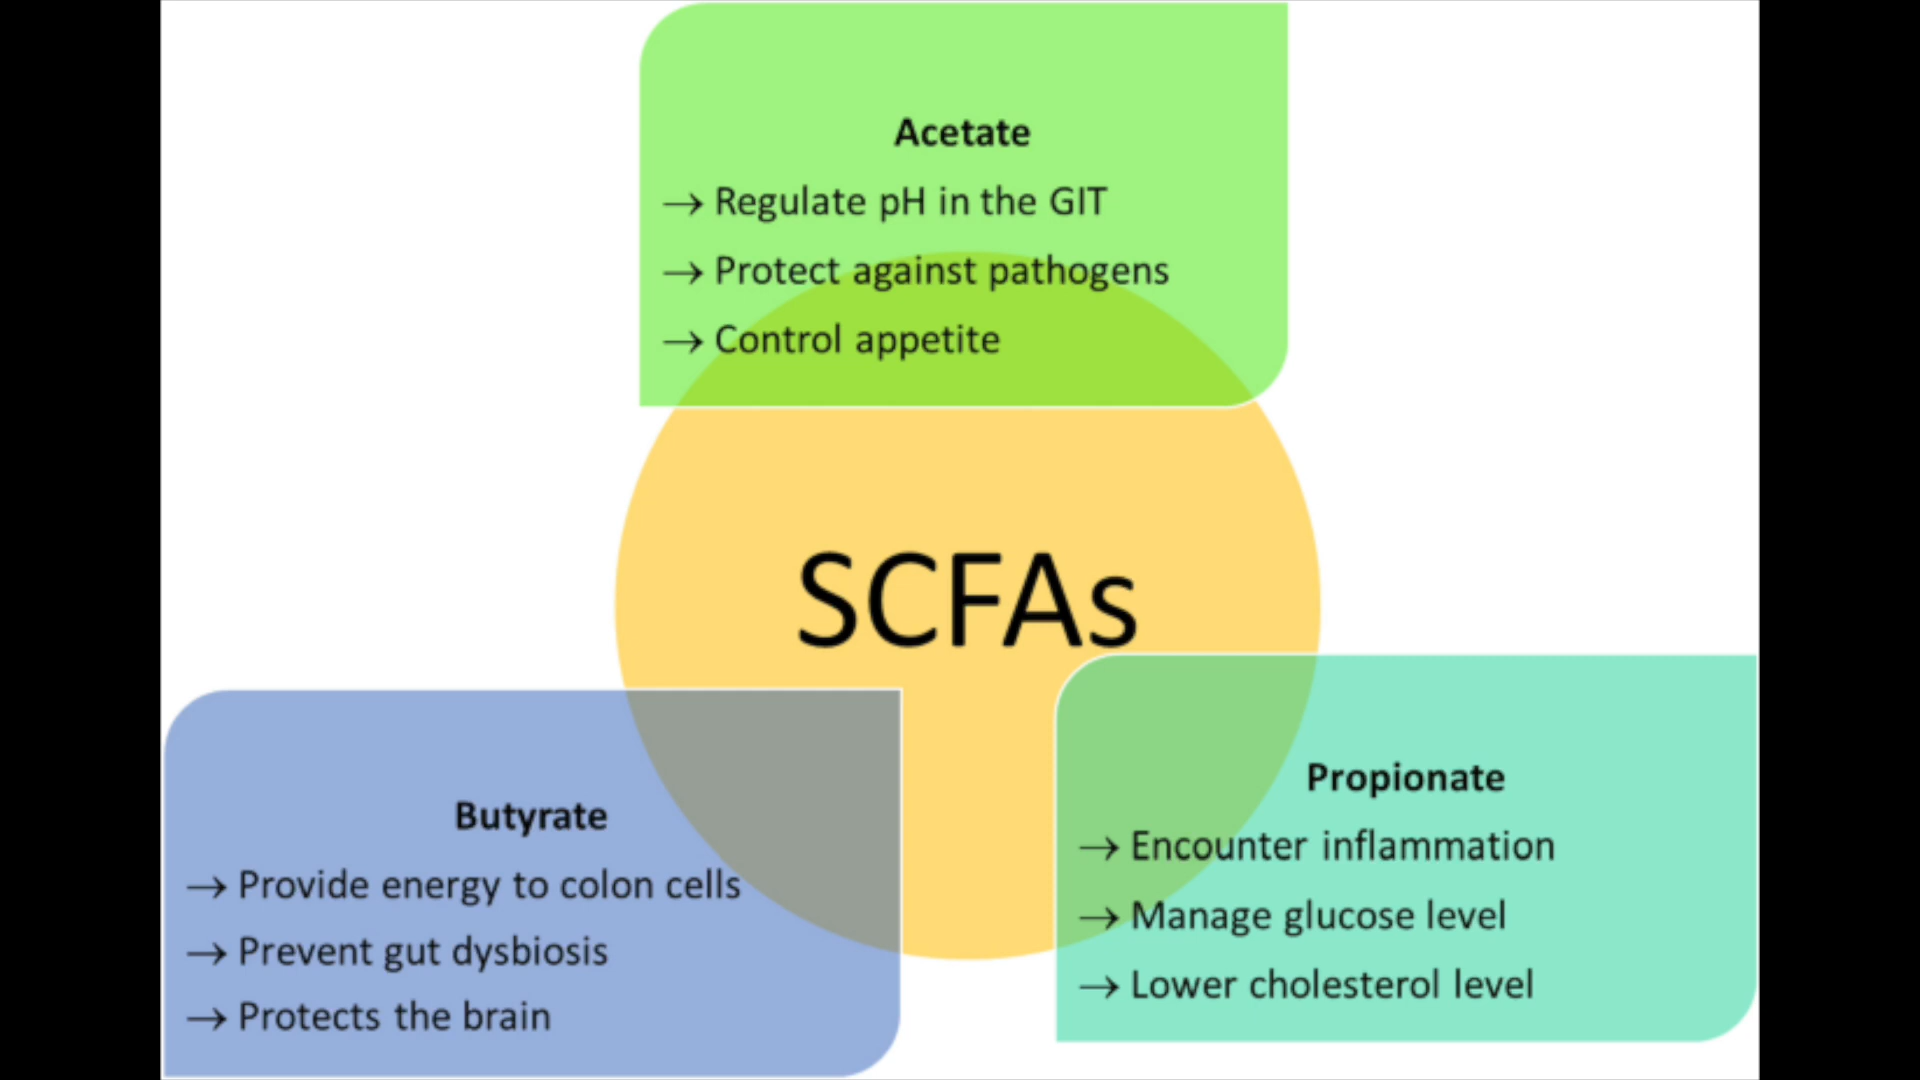 Acetate
→ Regulate pH in the GIT
→ Protect against pathogens
→ Control appetite
SCFAs
Butyrate
→ Provide energy to colon cells
→ Prevent gut dysbiosis
→ Protects the brain
Propionate
→ Encounter inflammation
→ Manage glucose level
→ Lower cholesterol level